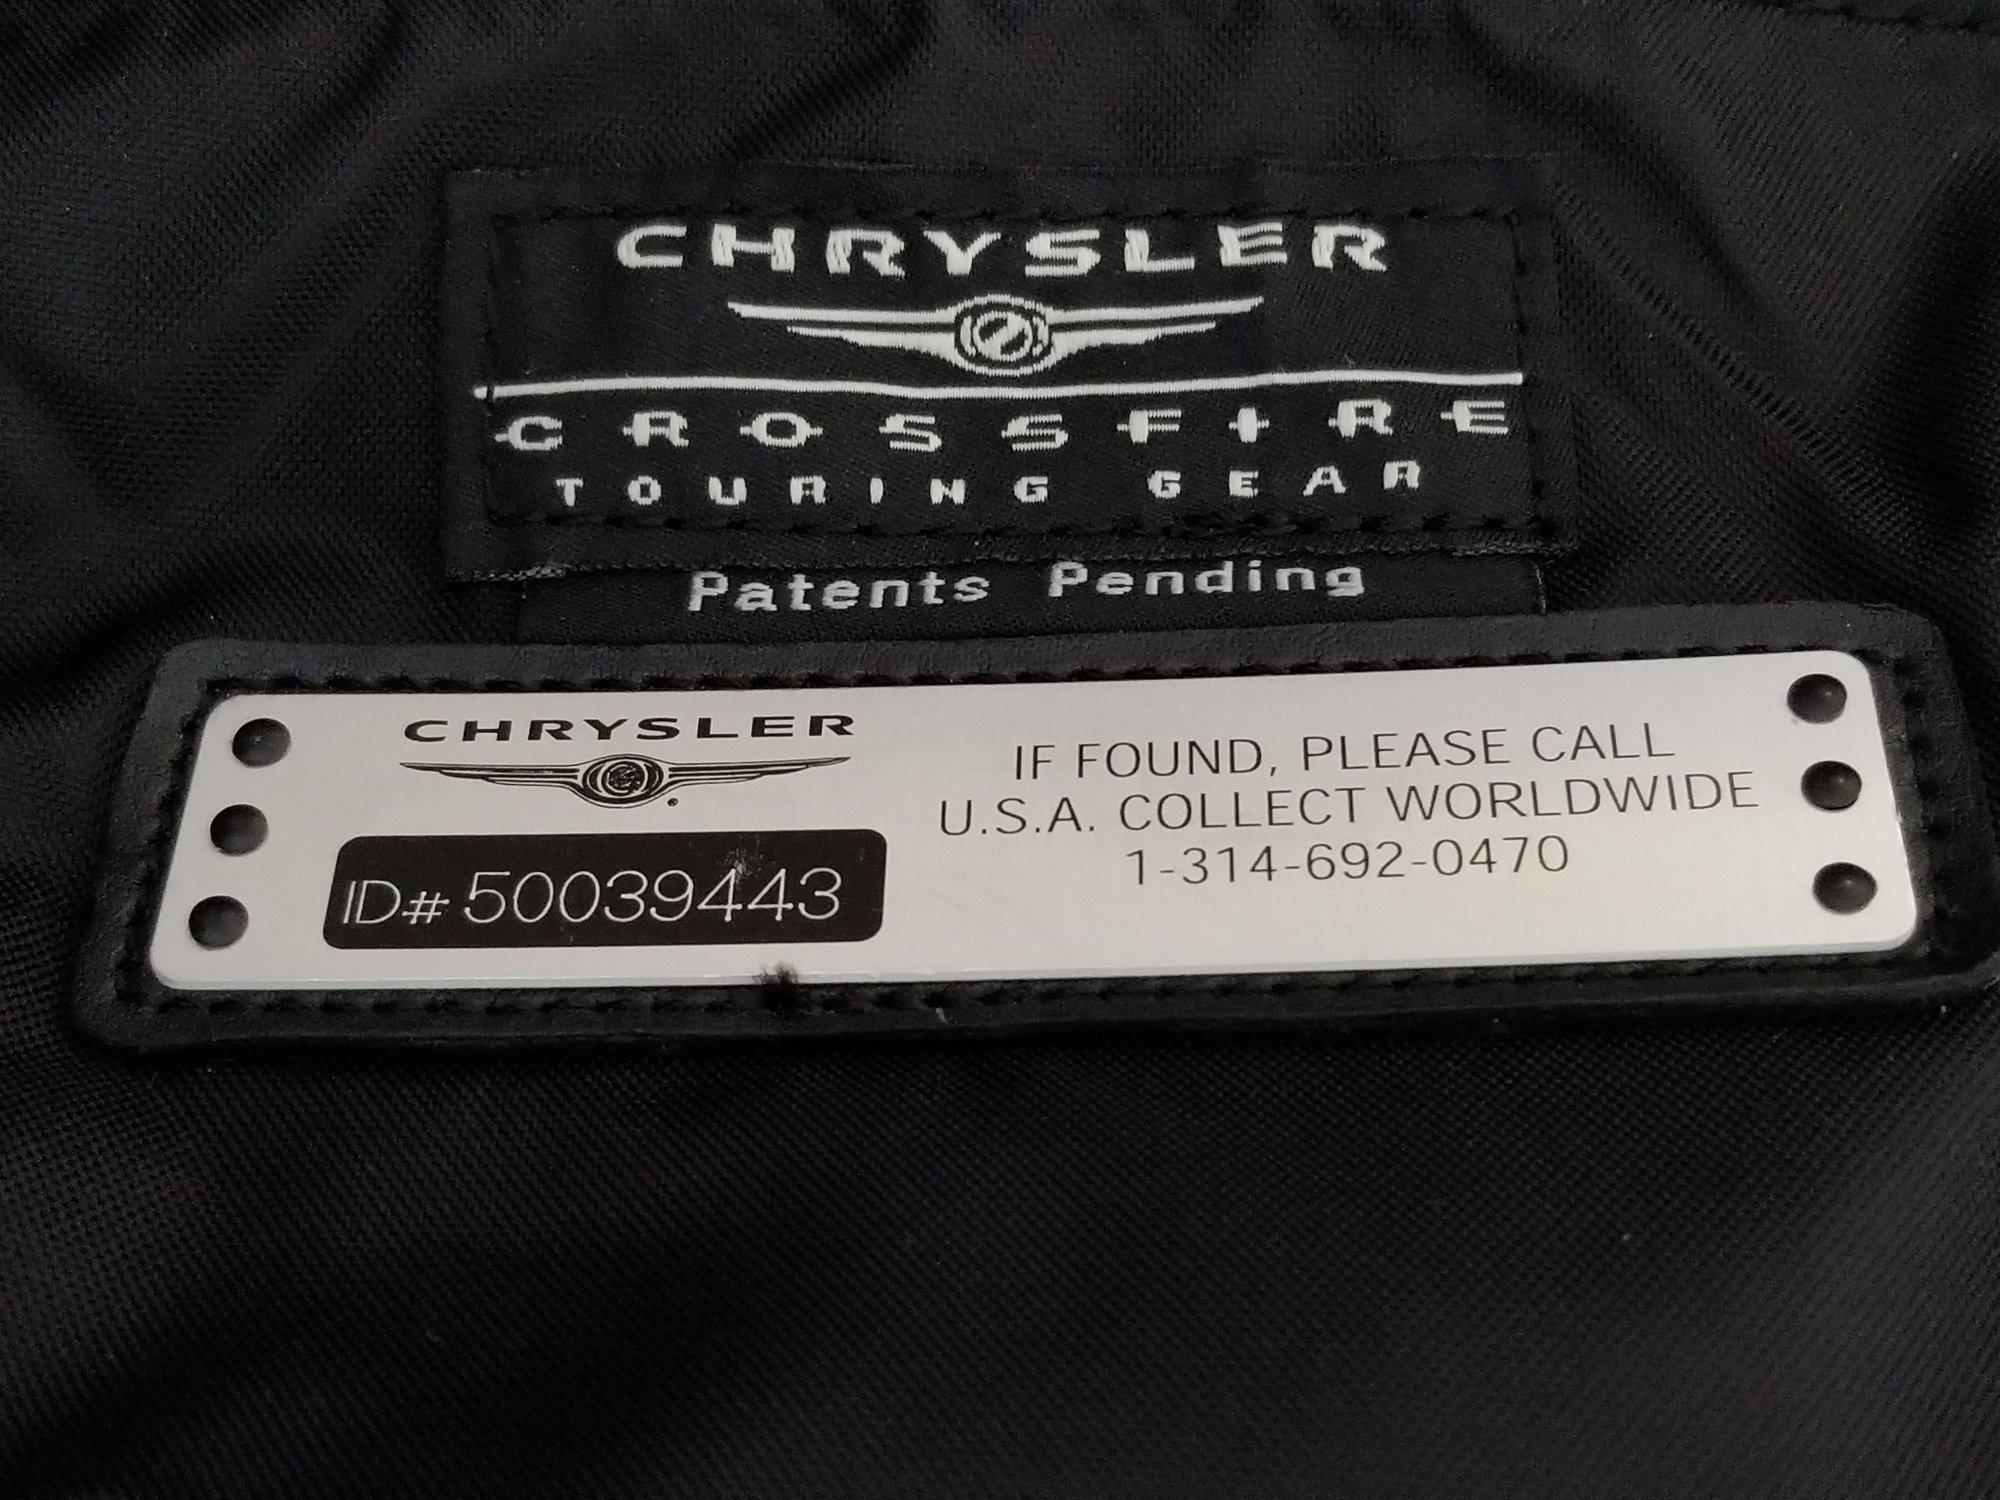 CHRYSLER
CROSSFIRE
TOURING GEAR
Patents Pending
CHRYSLER
®
ID# 50039443
IF FOUND, PLEASE CALL
U.S.A. COLLECT WORLDWIDE
1-314-692-0470